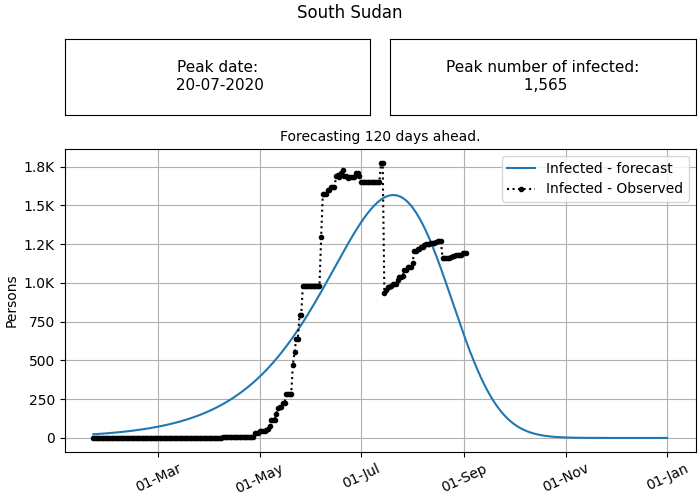 South Sudan
Peak date:
20-07-2020
Peak number of infected:
1,565
Forecasting 120 days ahead.
Infected - forecast
Infected - Observed
1.8K
1.5K
1.2K
1.0K
750
500
250
0
Persons
01-Mar
01-May
01-Jul
01-Sep
01-Nov
01-Jan